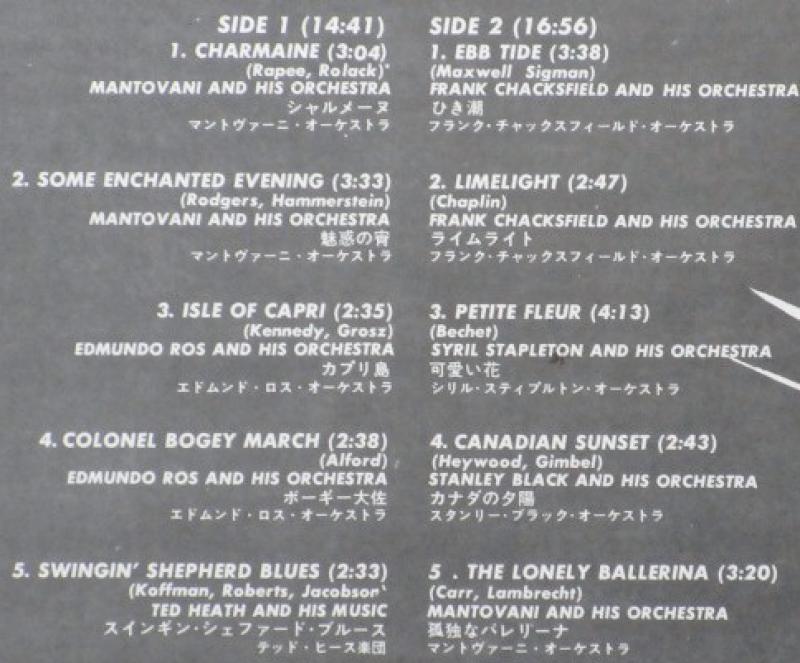 SIDE 1 (14:41)
1. CHARMAINE (3:04)
(Rapee, Rolack)
MANTOVANI AND HIS ORCHESTRA
シャルメーヌ
マントヴァーニ・オーケストラ
2. SOME ENCHANTED EVENING (3:33)
(Rodgers, Hammerstein)
MANTOVANI AND HIS ORCHESTRA
魅惑の宵
マントヴァーニ・オーケストラ
3. ISLE OF CAPRI (2:35)
(Kennedy, Grosz)
EDMUNDO ROS AND HIS ORCHESTRA
カプリ島
エドムンド・ロス・オーケストラ
4. COLONEL BOGEY MARCH (2:38)
(Alford)
EDMUNDO ROS AND HIS ORCHESTRA
ボーギー大佐
エドムンド・ロス・オーケストラ
5. SWINGIN' SHEPHERD BLUES (2:33)
(Koffman, Roberts, Jacobson)
TED HEATH AND HIS MUSIC
スインギン・シェファード・ブルース
テッド・ヒース楽団
SIDE 2 (16:56)
1. EBB TIDE (3:38)
(Maxwell Sigman)
FRANK CHACKSFIELD AND HIS ORCHESTRA
ひき潮
フランク・チャックスフィールド・オーケストラ
2. LIMELIGHT (2:47)
(Chaplin)
FRANK CHACKSFIELD AND HIS ORCHESTRA
ライムライト
フランク・チャックスフィールド・オーケストラ
3. PETITE FLEUR (4:13)
(Bechet)
SYRIL STAPLETON AND HIS ORCHESTRA
可愛い花
シリル・スティプルトン・オーケストラ
4. CANADIAN SUNSET (2:43)
(Heywood, Gimbel)
STANLEY BLACK AND HIS ORCHESTRA
カナダの夕陽
スタンリー・ブラック・オーケストラ
5 . THE LONELY BALLERINA (3:20)
(Carr, Lambrecht)
MANTOVANI AND HIS ORCHESTRA
孤独なバレリーナ
マントヴァーニ・オーケストラ